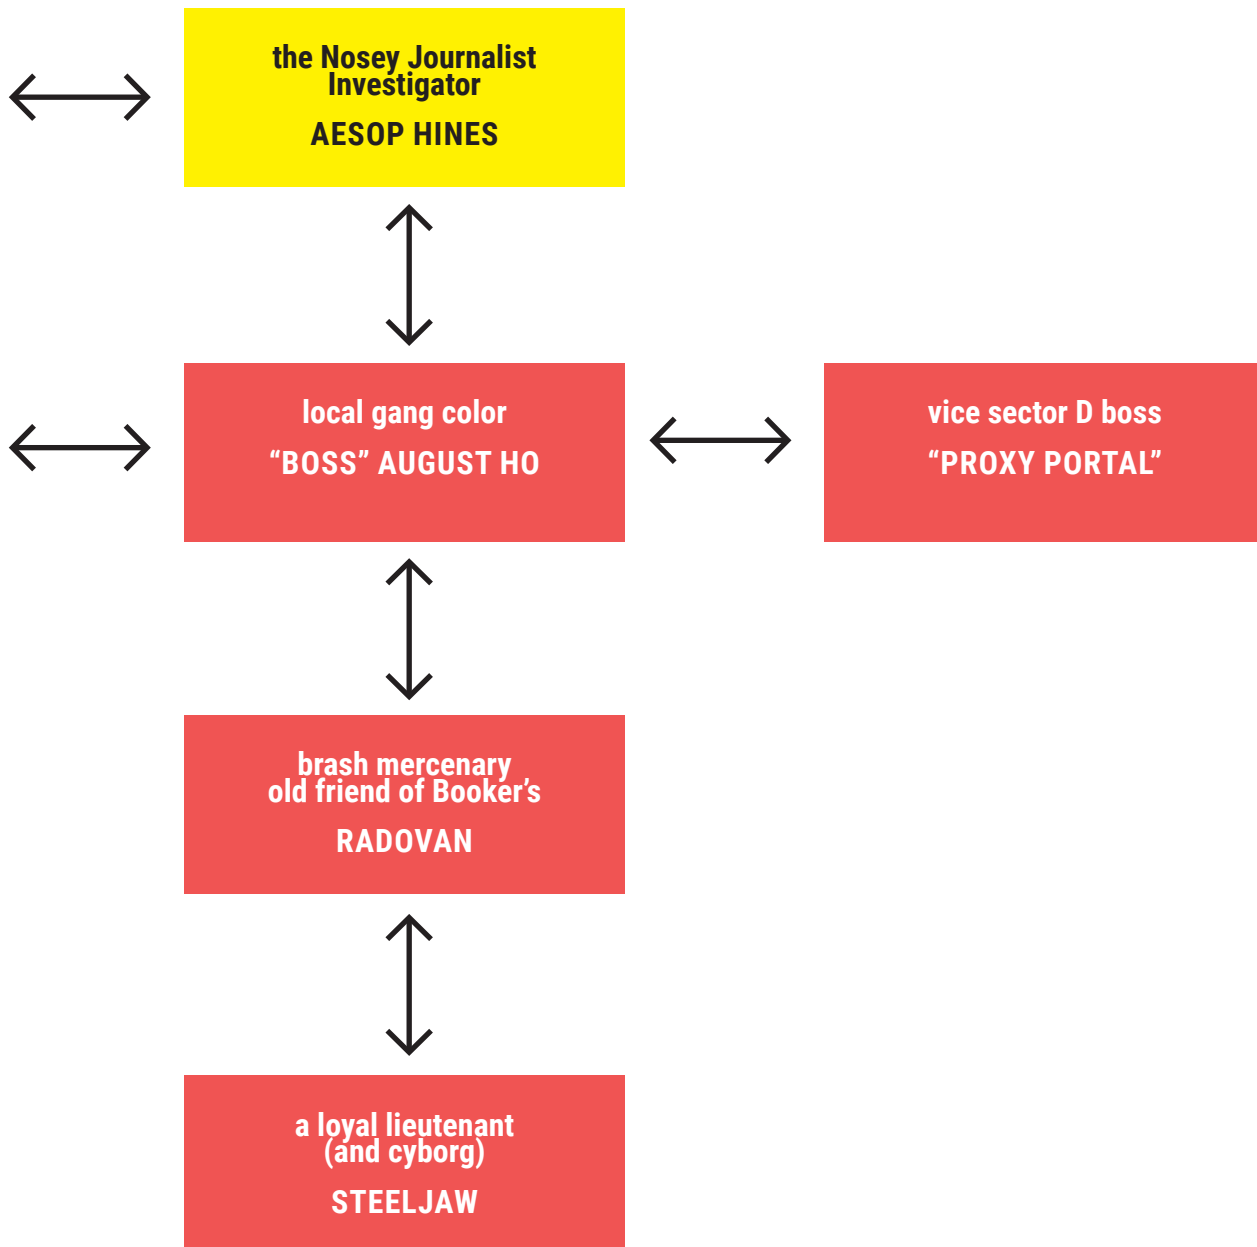 the Nosey Journalist
Investigator
AESOP HINES
local gang color
“BOSS” AUGUST HO
vice sector D boss
“PROXY PORTAL”
brash mercenary
old friend of Booker’s
RADOVAN
a loyal lieutenant
(and cyborg)
STEELJAW